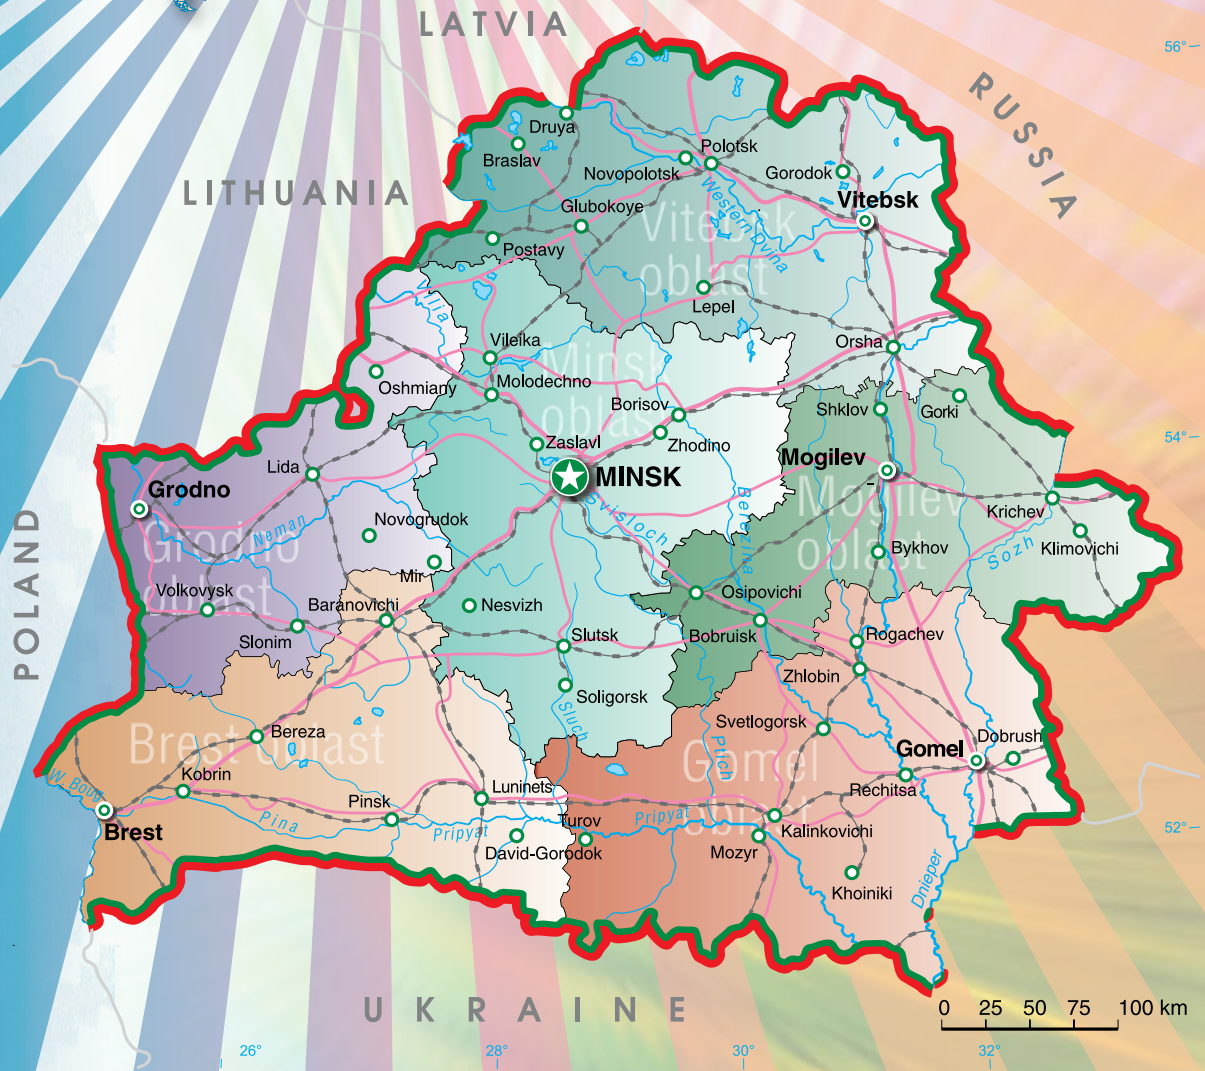 LATVIA
56°
RUSSIA
Druya
Braslav
Polotsk
Novopolotsk
Gorodok
LITHUANIA
Vitebsk
Glubokoye
Western Dvina
Vitebsk
oblast
Postavy
Vilia
Lepel
Vileika
Orsha
Minsk
oblast
Oshmiany
Molodechno
Borisov
Shklov
Gorki
Zaslavl
Zhodino
54°
Mogilev
Lida
MINSK
Grodno
Mogilev
oblast
Berezina
Svisloch
Krichev
Novogrudok
Neman
Grodno
oblast
Klimovichi
Bykhov
Sozh
POLAND
Mir
Volkovysk
Baranovichi
Nesvizh
Osipovichi
Slonim
Slutsk
Bobruisk
Rogachev
Zhlobin
Soligorsk
Sluch
Svetlogorsk
Brest oblast
Bereza
Ptich
Gomel
oblast
Gomel
Dobrush
Kobrin
W. Boug
Luninets
Rechitsa
Pinsk
Brest
Pina
Pripyat
Turov
Pripyat
Kalinkovichi
52°
David-Gorodok
Mozyr
Khoiniki
Dnieper
UKRAINE
0 25 50 75 100 km
26°
28°
30°
32°